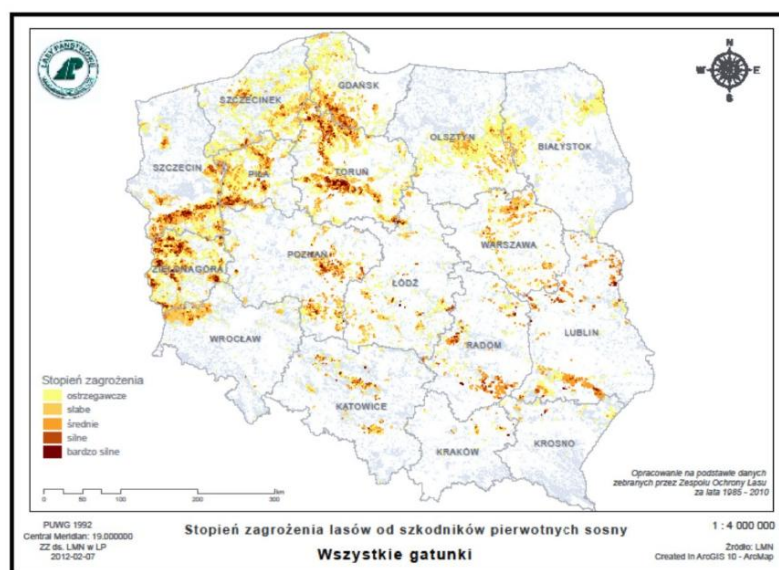 LASY PAŃSTWOWE
N
W E
S
GDAŃSK
SZCZECINEK
OLSZTYN
BIAŁYSTOK
SZCZECIN
PIŁA
TORUŃ
WARSZAWA
POZNAŃ
ZIELONAGÓRA
ŁÓDŹ
WROCŁAW
RADOM
LUBLIN
KATOWICE
KRAKÓW
KROSNO
Stopień zagrożenia
ostrzegawcze
słabe
średnie
silne
bardzo silne
0 100 200 300
km
Opracowanie na podstawie danych
zebranych przez Zespoły Ochrony Lasu
za lata 1985 - 2010
PUWG 1992
Central Meridian: 19.000000
ZZ ds. LMN w LP
2012-02-07
Stopień zagrożenia lasów od szkodników pierwotnych sosny
Wszystkie gatunki
1 : 4 000 000
Źródło: LMN
Created in ArcGIS 10 - ArcMap